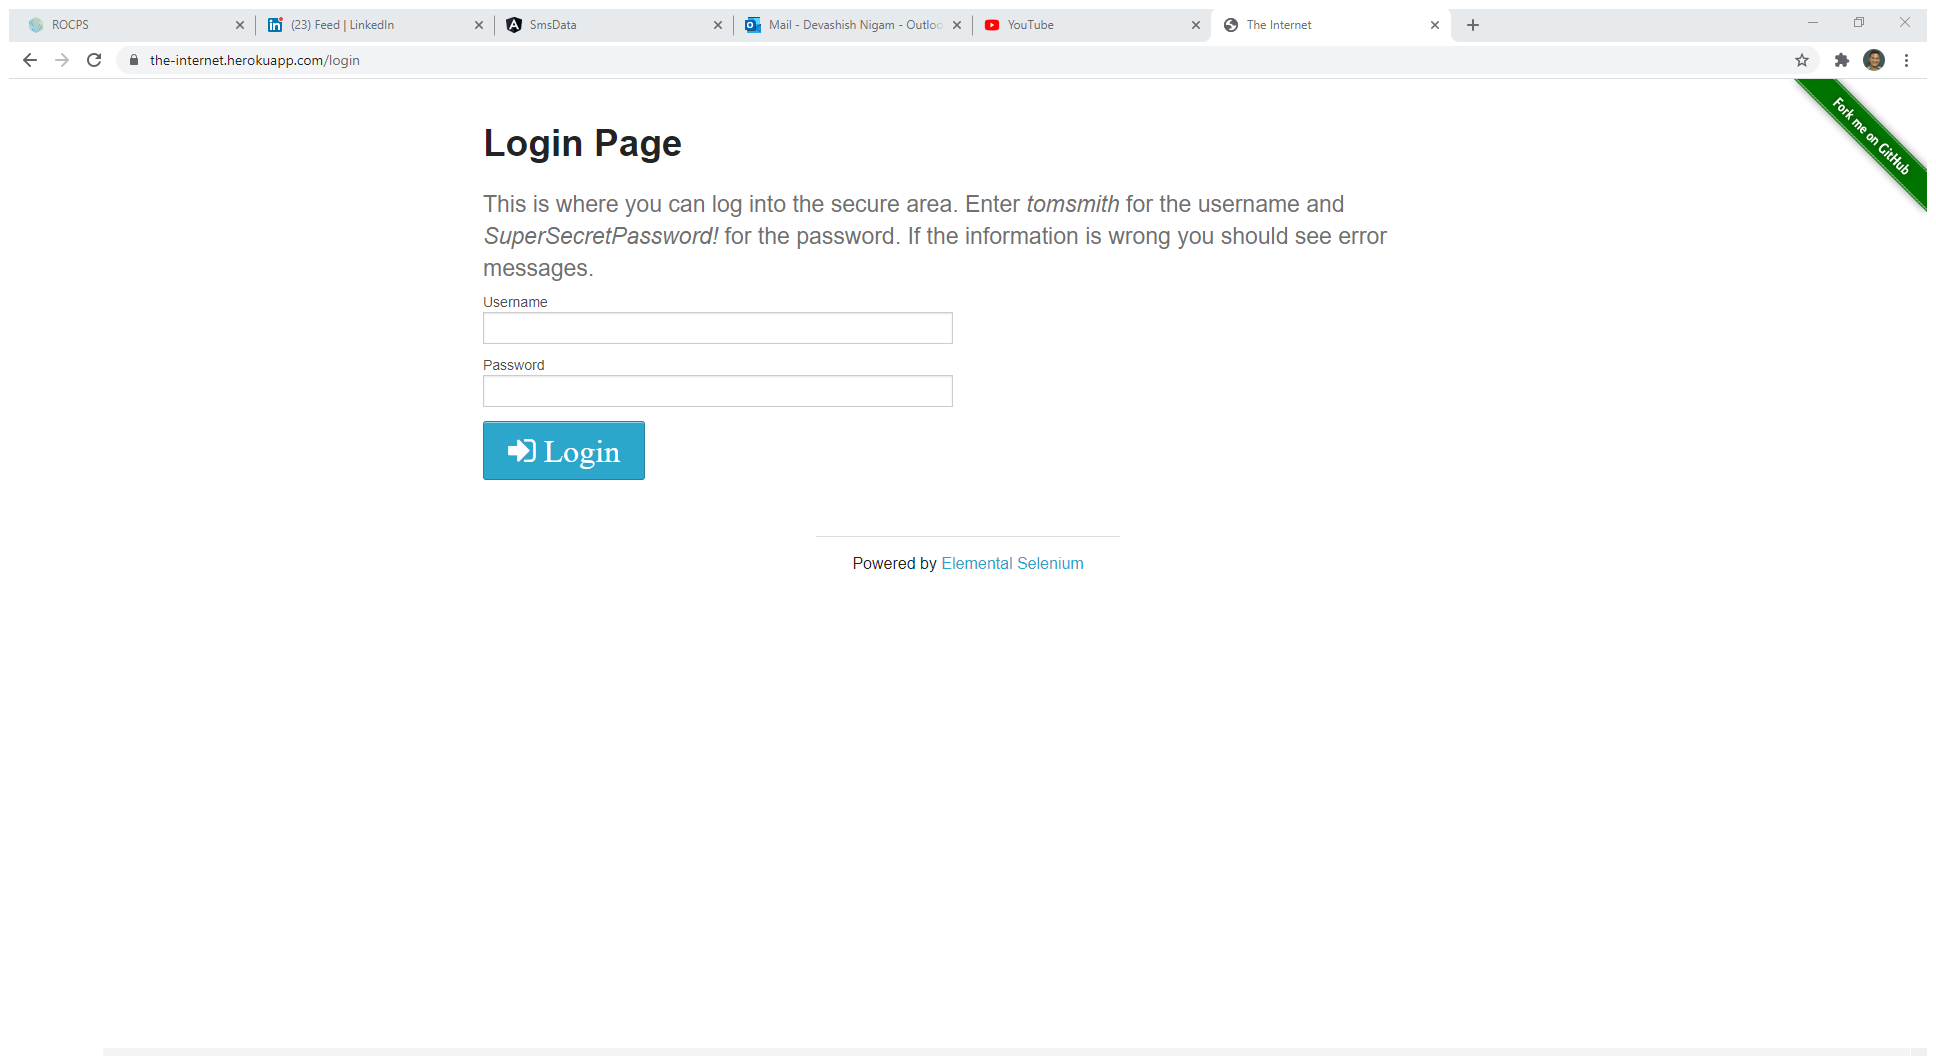 ROCPS
(23) Feed | LinkedIn
SmsData
Mail - Devashish Nigam - Outloo
YouTube
The Internet
the-internet.herokuapp.com/login
Fork me on GitHub
Login Page
This is where you can log into the secure area. Enter tomsmith for the username and
SuperSecretPassword! for the password. If the information is wrong you should see error
messages.
Username
Password
Login
Powered by Elemental Selenium